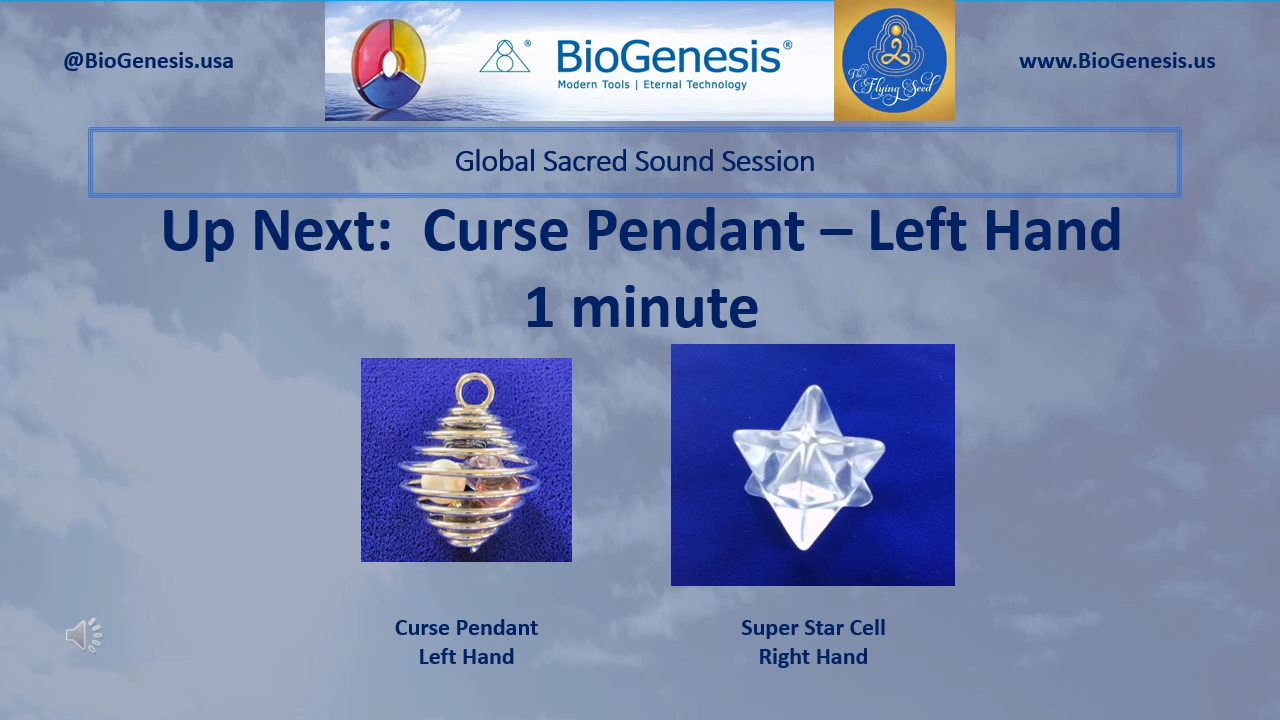 @BioGenesis.usa
BioGenesis®
®
Modern Tools | Eternal Technology
The
Flying Seed
www.BioGenesis.us
Global Sacred Sound Session
Up Next:  Curse Pendant – Left Hand
1 minute
Curse Pendant
Left Hand
Super Star Cell
Right Hand